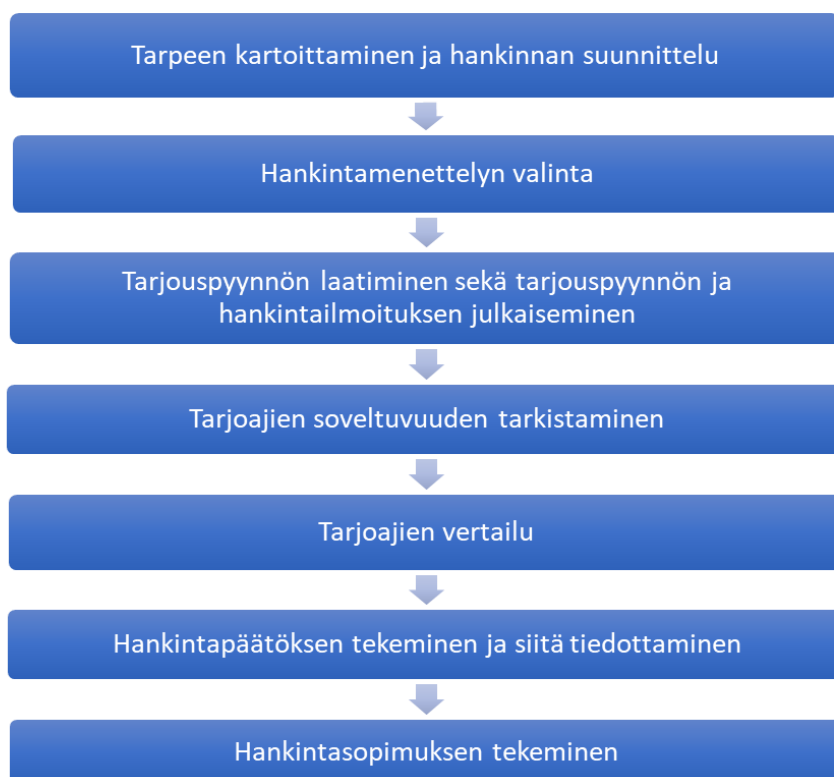 Tarpeen kartoittaminen ja hankinnan suunnittelu
Hankintamenettelyn valinta
Tarjouspyynnön laatiminen sekä tarjouspyynnön ja
hankintailmoituksen julkaiseminen
Tarjoajien soveltuvuuden tarkistaminen
Tarjoajien vertailu
Hankintapäätöksen tekeminen ja siitä tiedottaminen
Hankintasopimuksen tekeminen